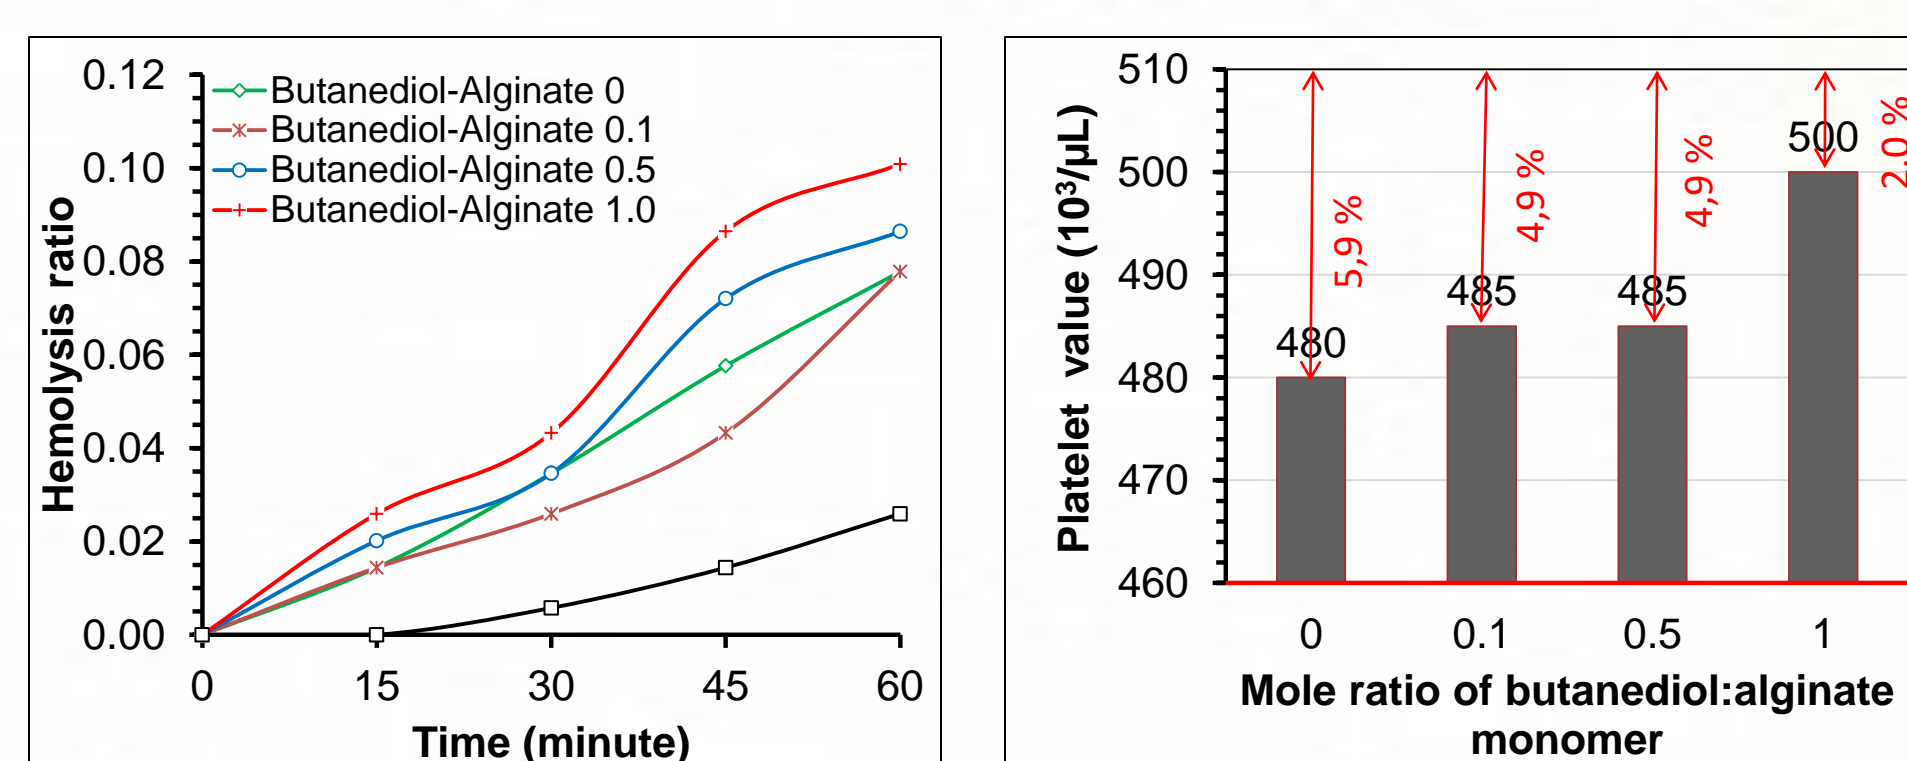 0.12
0.10
0.08
0.06
0.04
0.02
0.00
Hemolysis ratio
Butanediol-Alginate 0
Butanediol-Alginate 0.1
Butanediol-Alginate 0.5
Butanediol-Alginate 1.0
0 15 30 45 60
Time (minute)
510
500
490
480
470
460
Platelet value (10³/µL)
480
485
485
500
5,9 %
4,9 %
4,9 %
2.0 %
0 0.1 0.5 1
Mole ratio of butanediol:alginate
monomer